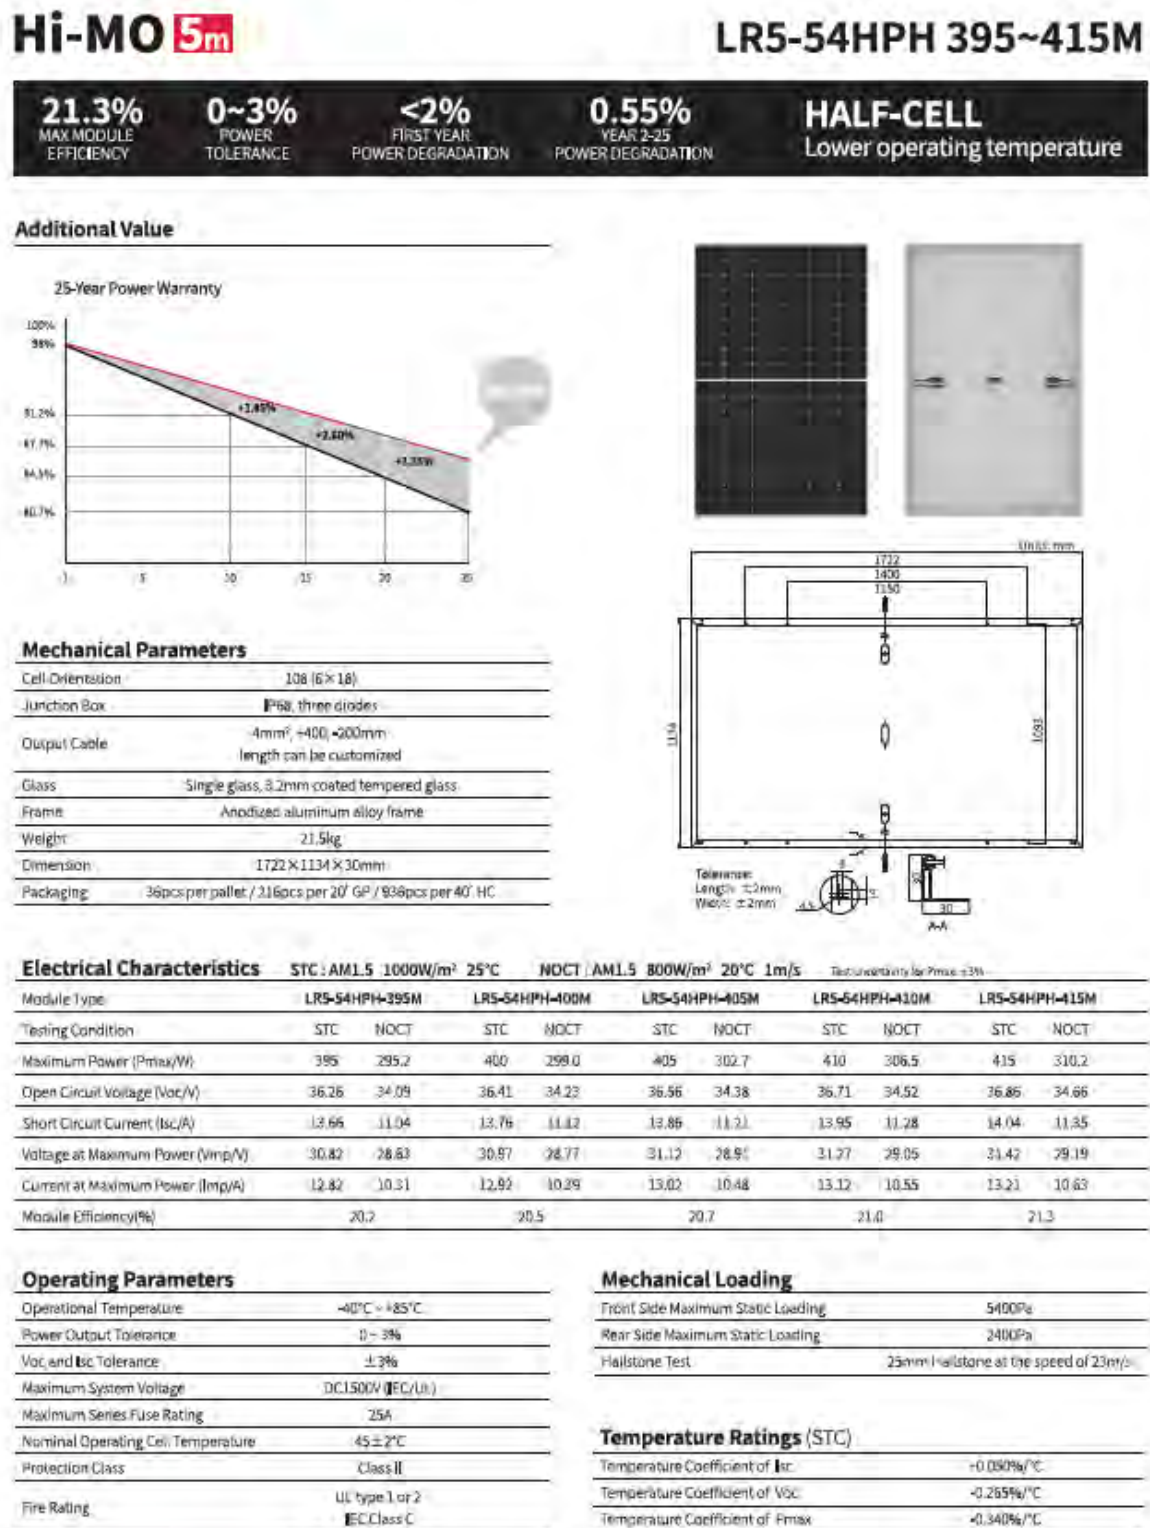 Hi-MO 5m
LR5-54HPH 395~415M
21.3%
MAX MODULE
EFFICIENCY
0~3%
POWER
TOLERANCE
<2%
FIRST YEAR
POWER DEGRADATION
0.55%
YEAR 2-25
POWER DEGRADATION
HALF-CELL
Lower operating temperature
Additional Value
25-Year Power Warranty
100%
98%
91.2%
87.7%
84.5%
80.7%
+2.60%
1 5 10 15 20
Units: mm
1722
1400
1150
1134
1093
Tolerance:
Length: ±2mm
Width: ±2mm
30
A-A
Mechanical Parameters
Cell Orientation 108 (6×18)
Junction Box IP68, three diodes
Output Cable 4mm², +400, -200mm
length can be customized
Glass Single glass, 3.2mm coated tempered glass
Frame Anodized aluminum alloy frame
Weight 21.5kg
Dimension 1722×1134×30mm
Packaging 36pcs per pallet / 216pcs per 20' GP / 936pcs per 40' HC
Electrical Characteristics STC : AM1.5 1000W/m² 25°C NOCT : AM1.5 800W/m² 20°C 1m/s Test uncertainty for Pmax: ±3%
Module Type LR5-54HPH-395M LR5-54HPH-400M LR5-54HPH-405M LR5-54HPH-410M LR5-54HPH-415M
Testing Condition STC NOCT STC NOCT STC NOCT STC NOCT STC NOCT
Maximum Power (Pmax/W) 395 295.2 400 299.0 405 302.7 410 306.5 415 310.2
Open Circuit Voltage (Voc/V) 36.26 34.09 36.41 34.23 36.56 34.38 36.71 34.52 36.86 34.66
Short Circuit Current (Isc/A) 13.66 11.04 13.76 11.12 13.86 11.21 13.95 11.28 14.04 11.35
Voltage at Maximum Power (Vmp/V) 30.82 28.63 30.97 28.77 31.12 28.91 31.27 29.05 31.42 29.19
Current at Maximum Power (Imp/A) 12.82 10.31 12.92 10.39 13.02 10.48 13.12 10.55 13.21 10.63
Module Efficiency(%) 20.2 20.5 20.7 21.0 21.3
Operating Parameters
Operational Temperature -40°C ~ +85°C
Power Output Tolerance 0 ~ 3%
Voc and Isc Tolerance ±3%
Maximum System Voltage DC1500V (IEC/UL)
Maximum Series Fuse Rating 25A
Nominal Operating Cell Temperature 45±2°C
Protection Class Class II
Fire Rating UL type 1 or 2
IEC Class C
Mechanical Loading
Front Side Maximum Static Loading 5400Pa
Rear Side Maximum Static Loading 2400Pa
Hailstone Test 25mm Hailstone at the speed of 23m/s
Temperature Ratings (STC)
Temperature Coefficient of Isc +0.050%/°C
Temperature Coefficient of Voc -0.265%/°C
Temperature Coefficient of Pmax -0.340%/°C